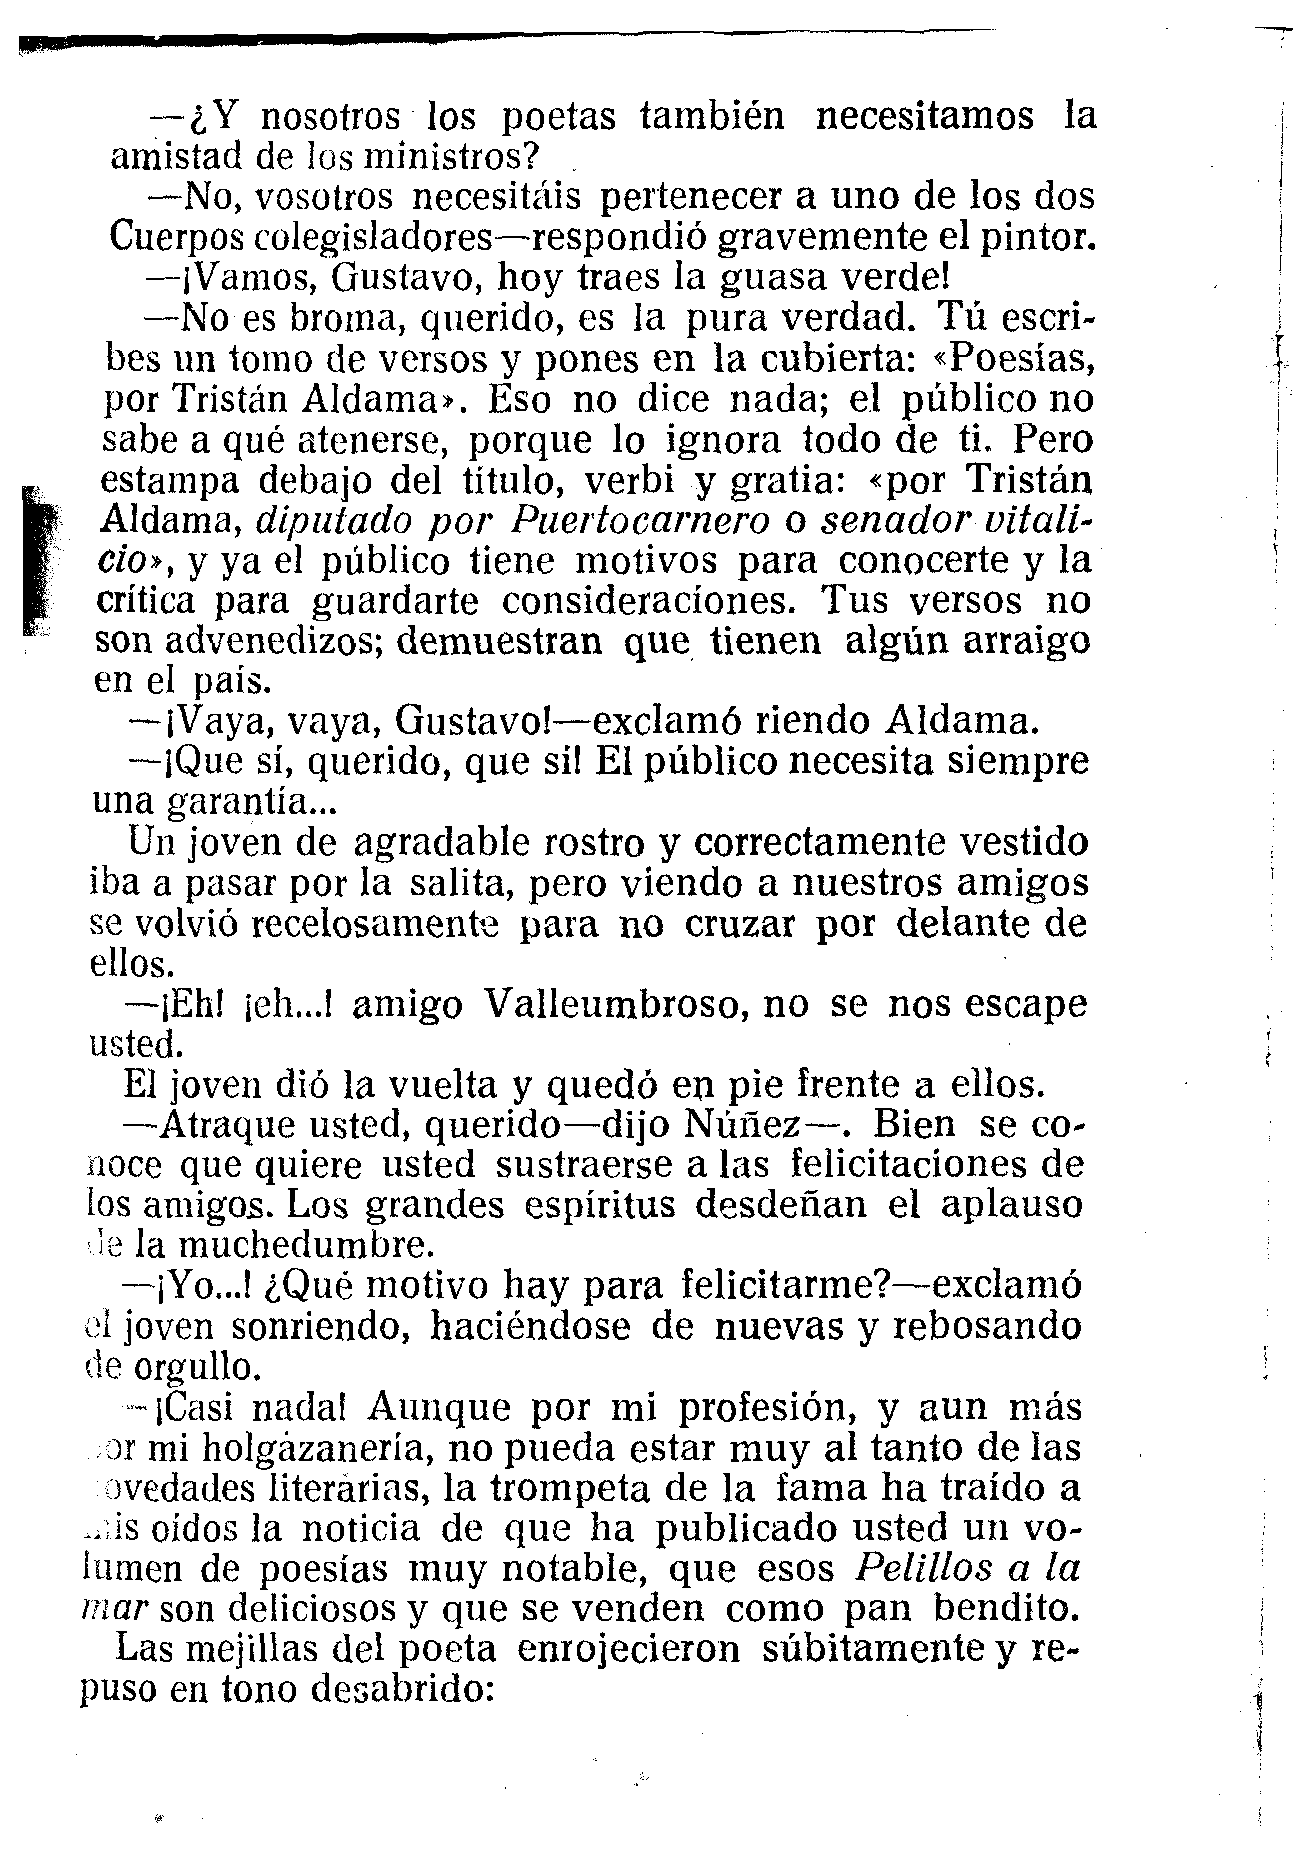 —¿Y nosotros los poetas también necesitamos la
amistad de los ministros?
—No, vosotros necesitáis pertenecer a uno de los dos
Cuerpos colegisladores—respondió gravemente el pintor.
—¡Vamos, Gustavo, hoy traes la guasa verde!
—No es broma, querido, es la pura verdad. Tú escri-
bes un tomo de versos y pones en la cubierta: «Poesías,
por Tristán Aldama». Eso no dice nada; el público no
sabe a qué atenerse, porque lo ignora todo de ti. Pero
estampa debajo del título, verbi y gratia: «por Tristán
Aldama, diputado por Puertocarnero o senador vitali-
cio», y ya el público tiene motivos para conocerte y la
crítica para guardarte consideraciones. Tus versos no
son advenedizos; demuestran que tienen algún arraigo
en el país.
—¡Vaya, vaya, Gustavo!—exclamó riendo Aldama.
—¡Que sí, querido, que sí! El público necesita siempre
una garantía...
Un joven de agradable rostro y correctamente vestido
iba a pasar por la salita, pero viendo a nuestros amigos
se volvió recelosamente para no cruzar por delante de
ellos.
—¡Eh! ¡eh...! amigo Valleumbroso, no se nos escape
usted.
El joven dió la vuelta y quedó en pie frente a ellos.
—Atraque usted, querido—dijo Núñez—. Bien se co-
noce que quiere usted sustraerse a las felicitaciones de
los amigos. Los grandes espíritus desdeñan el aplauso
de la muchedumbre.
—¡Yo...! ¿Qué motivo hay para felicitarme?—exclamó
el joven sonriendo, haciéndose de nuevas y rebosando
de orgullo.
—¡Casi nada! Aunque por mi profesión, y aun más
or mi holgazanería, no pueda estar muy al tanto de las
ovedades literarias, la trompeta de la fama ha traído a
mis oídos la noticia de que ha publicado usted un vo-
lumen de poesías muy notable, que esos Pelillos a la
mar son deliciosos y que se venden como pan bendito.
Las mejillas del poeta enrojecieron súbitamente y re-
puso en tono desabrido: